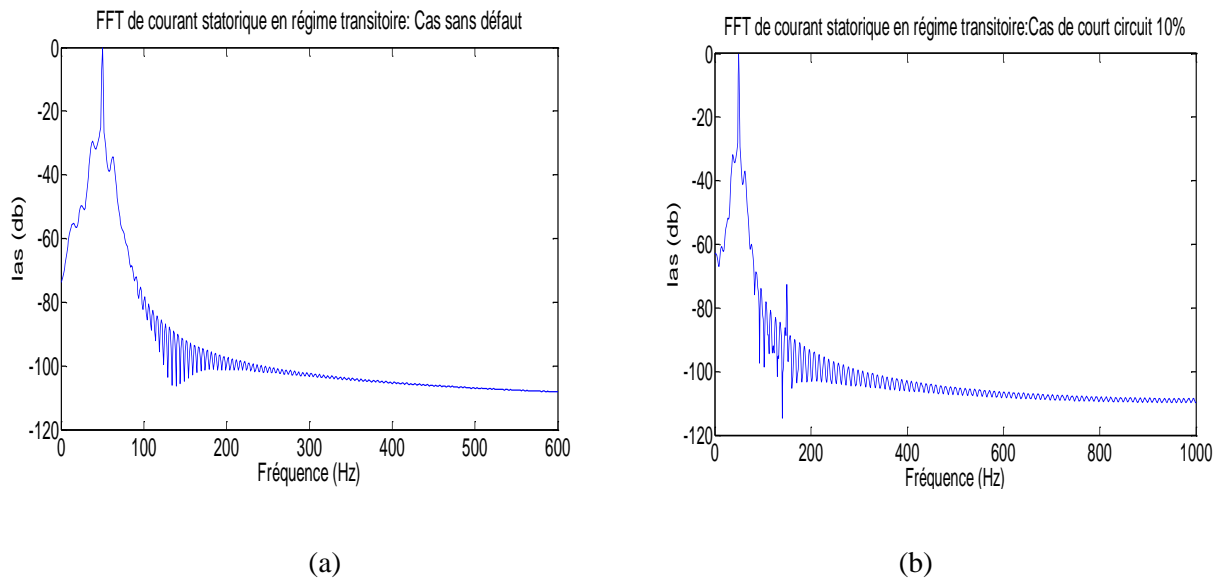 FFT de courant statorique en régime transitoire: Cas sans défaut
0
-20
-40
-60
-80
-100
-120
Ias (db)
0 100 200 300 400 500 600
Fréquence (Hz)
(a)
FFT de courant statorique en régime transitoire:Cas de court circuit 10%
0
-20
-40
-60
-80
-100
-120
Ias (db)
0 200 400 600 800 1000
Fréquence (Hz)
(b)